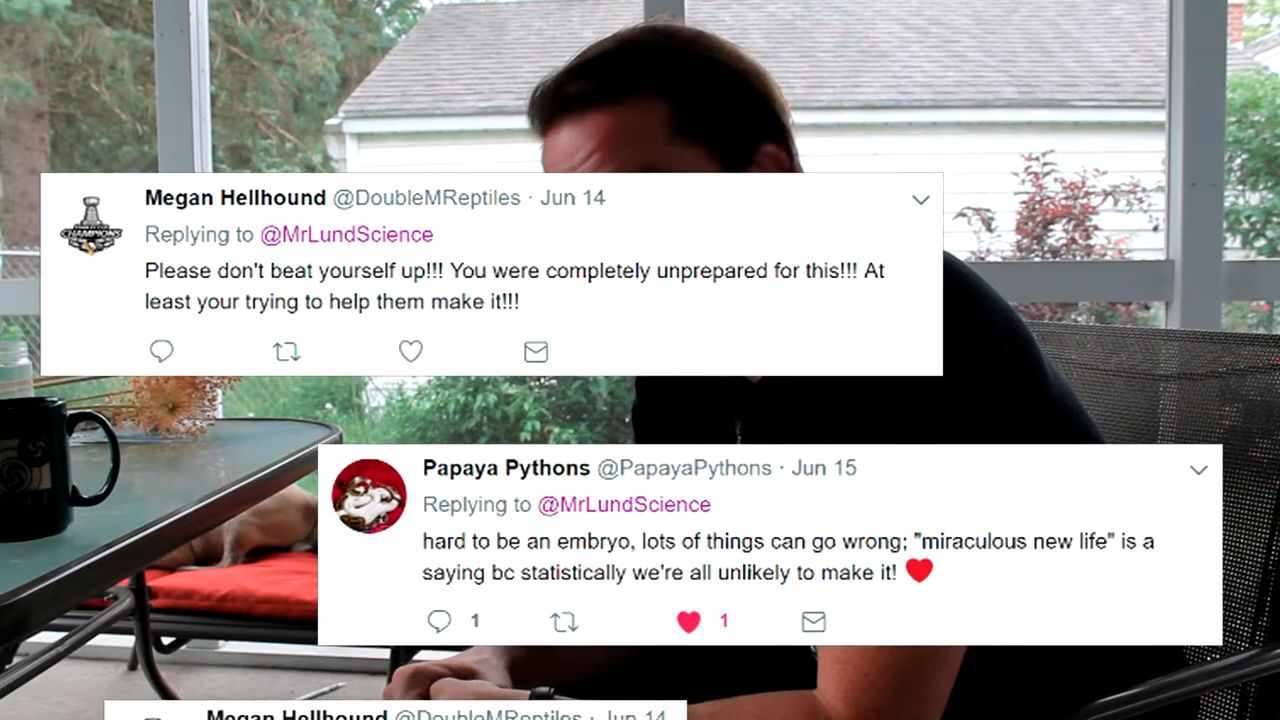 Megan Hellhound @DoubleMReptiles · Jun 14
Replying to @MrLundScience
Please don't beat yourself up!!! You were completely unprepared for this!!! At
least your trying to help them make it!!!
CHAMPIONS
Papaya Pythons @PapayaPythons · Jun 15
Replying to @MrLundScience
hard to be an embryo, lots of things can go wrong; "miraculous new life" is a
saying bc statistically we're all unlikely to make it! ❤️
1 1
Megan Hellhound @DoubleMReptiles · Jun 14